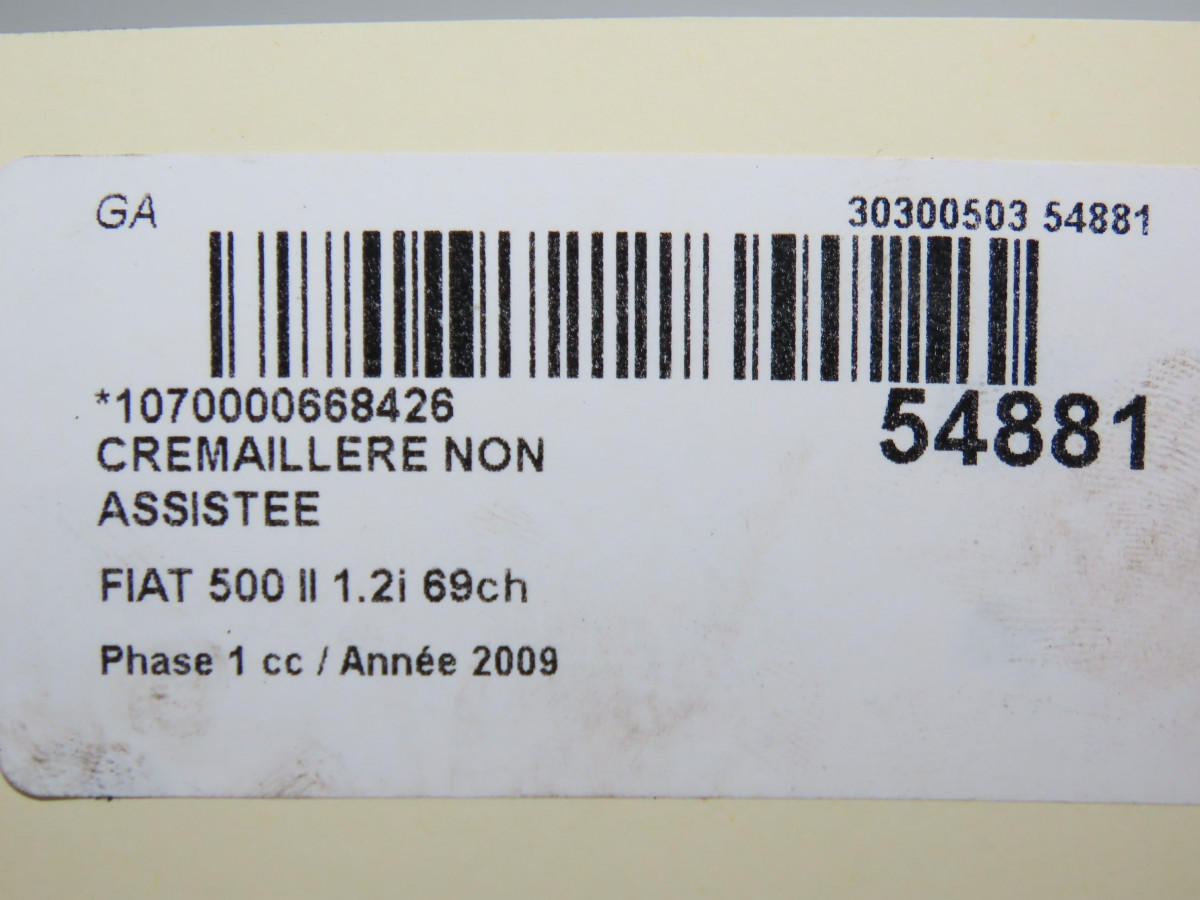 GA
30300503 54881
*1070000668426
54881
CREMAILLERE NON
ASSISTEE
FIAT 500 II 1.2i 69ch
Phase 1 cc / Année 2009